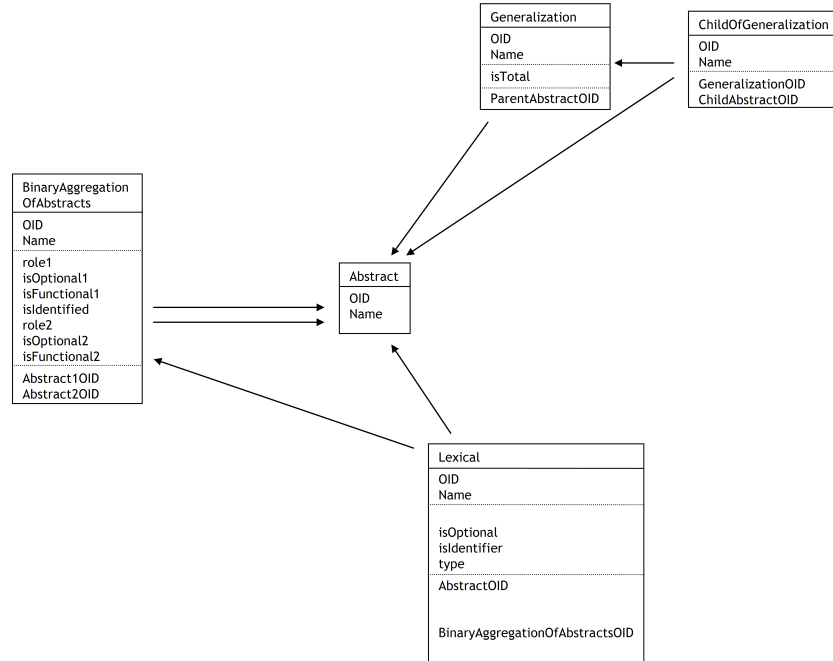 Generalization
OID
Name
isTotal
ParentAbstractOID
ChildOfGeneralization
OID
Name
GeneralizationOID
ChildAbstractOID
BinaryAggregation
OfAbstracts
OID
Name
role1
isOptional1
isFunctional1
isIdentified
role2
isOptional2
isFunctional2
Abstract1OID
Abstract2OID
Abstract
OID
Name
Lexical
OID
Name
isOptional
isIdentifier
type
AbstractOID
BinaryAggregationOfAbstractsOID